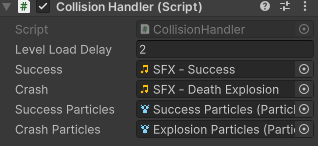 Collision Handler (Script)
Script CollisionHandler
Level Load Delay 2
Success SFX - Success
Crash SFX - Death Explosion
Success Particles Success Particles (Partic
Crash Particles Explosion Particles (Partic